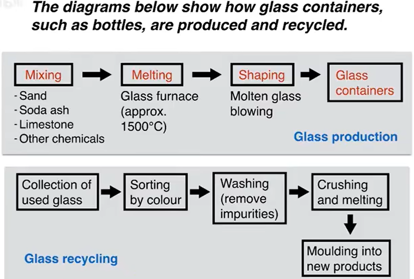 The diagrams below show how glass containers,
such as bottles, are produced and recycled.
Mixing
- Sand
- Soda ash
- Limestone
- Other chemicals
Melting
Glass furnace
(approx.
1500°C)
Shaping
Molten glass
blowing
Glass
containers
Glass production
Collection of
used glass
Sorting
by colour
Washing
(remove
impurities)
Crushing
and melting
Moulding into
new products
Glass recycling